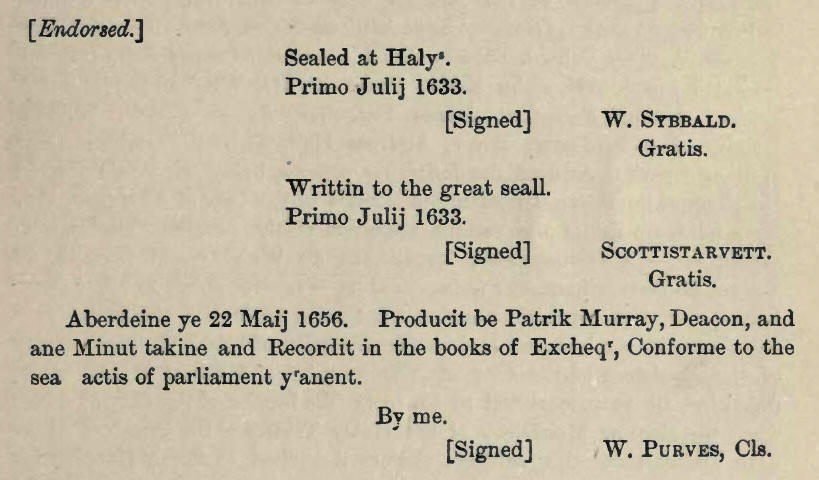 [Endorsed.]
Sealed at Halyˢ.
Primo Julij 1633.
[Signed] W. Sybbald.
Gratis.
Writtin to the great seall.
Primo Julij 1633.
[Signed] Scottistarvett.
Gratis.
Aberdeine ye 22 Maij 1656. Producit be Patrik Murray, Deacon, and
ane Minut takine and Recordit in the books of Excheqʳ, Conforme to the
sea actis of parliament yʳanent.
By me.
[Signed] W. Purves, Cls.